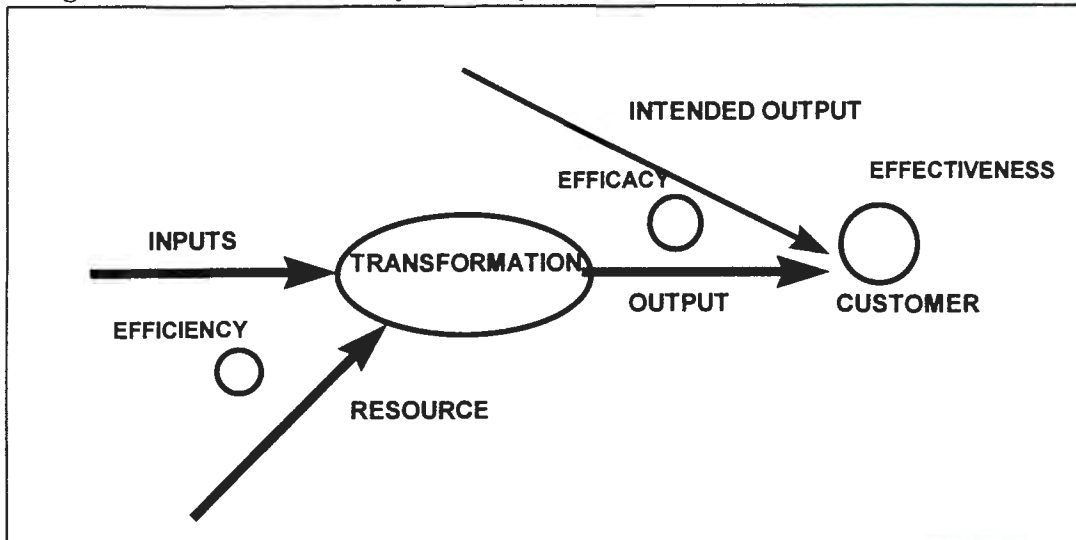 INTENDED OUTPUT
EFFICACY
EFFECTIVENESS
INPUTS
TRANSFORMATION
OUTPUT
CUSTOMER
EFFICIENCY
RESOURCE